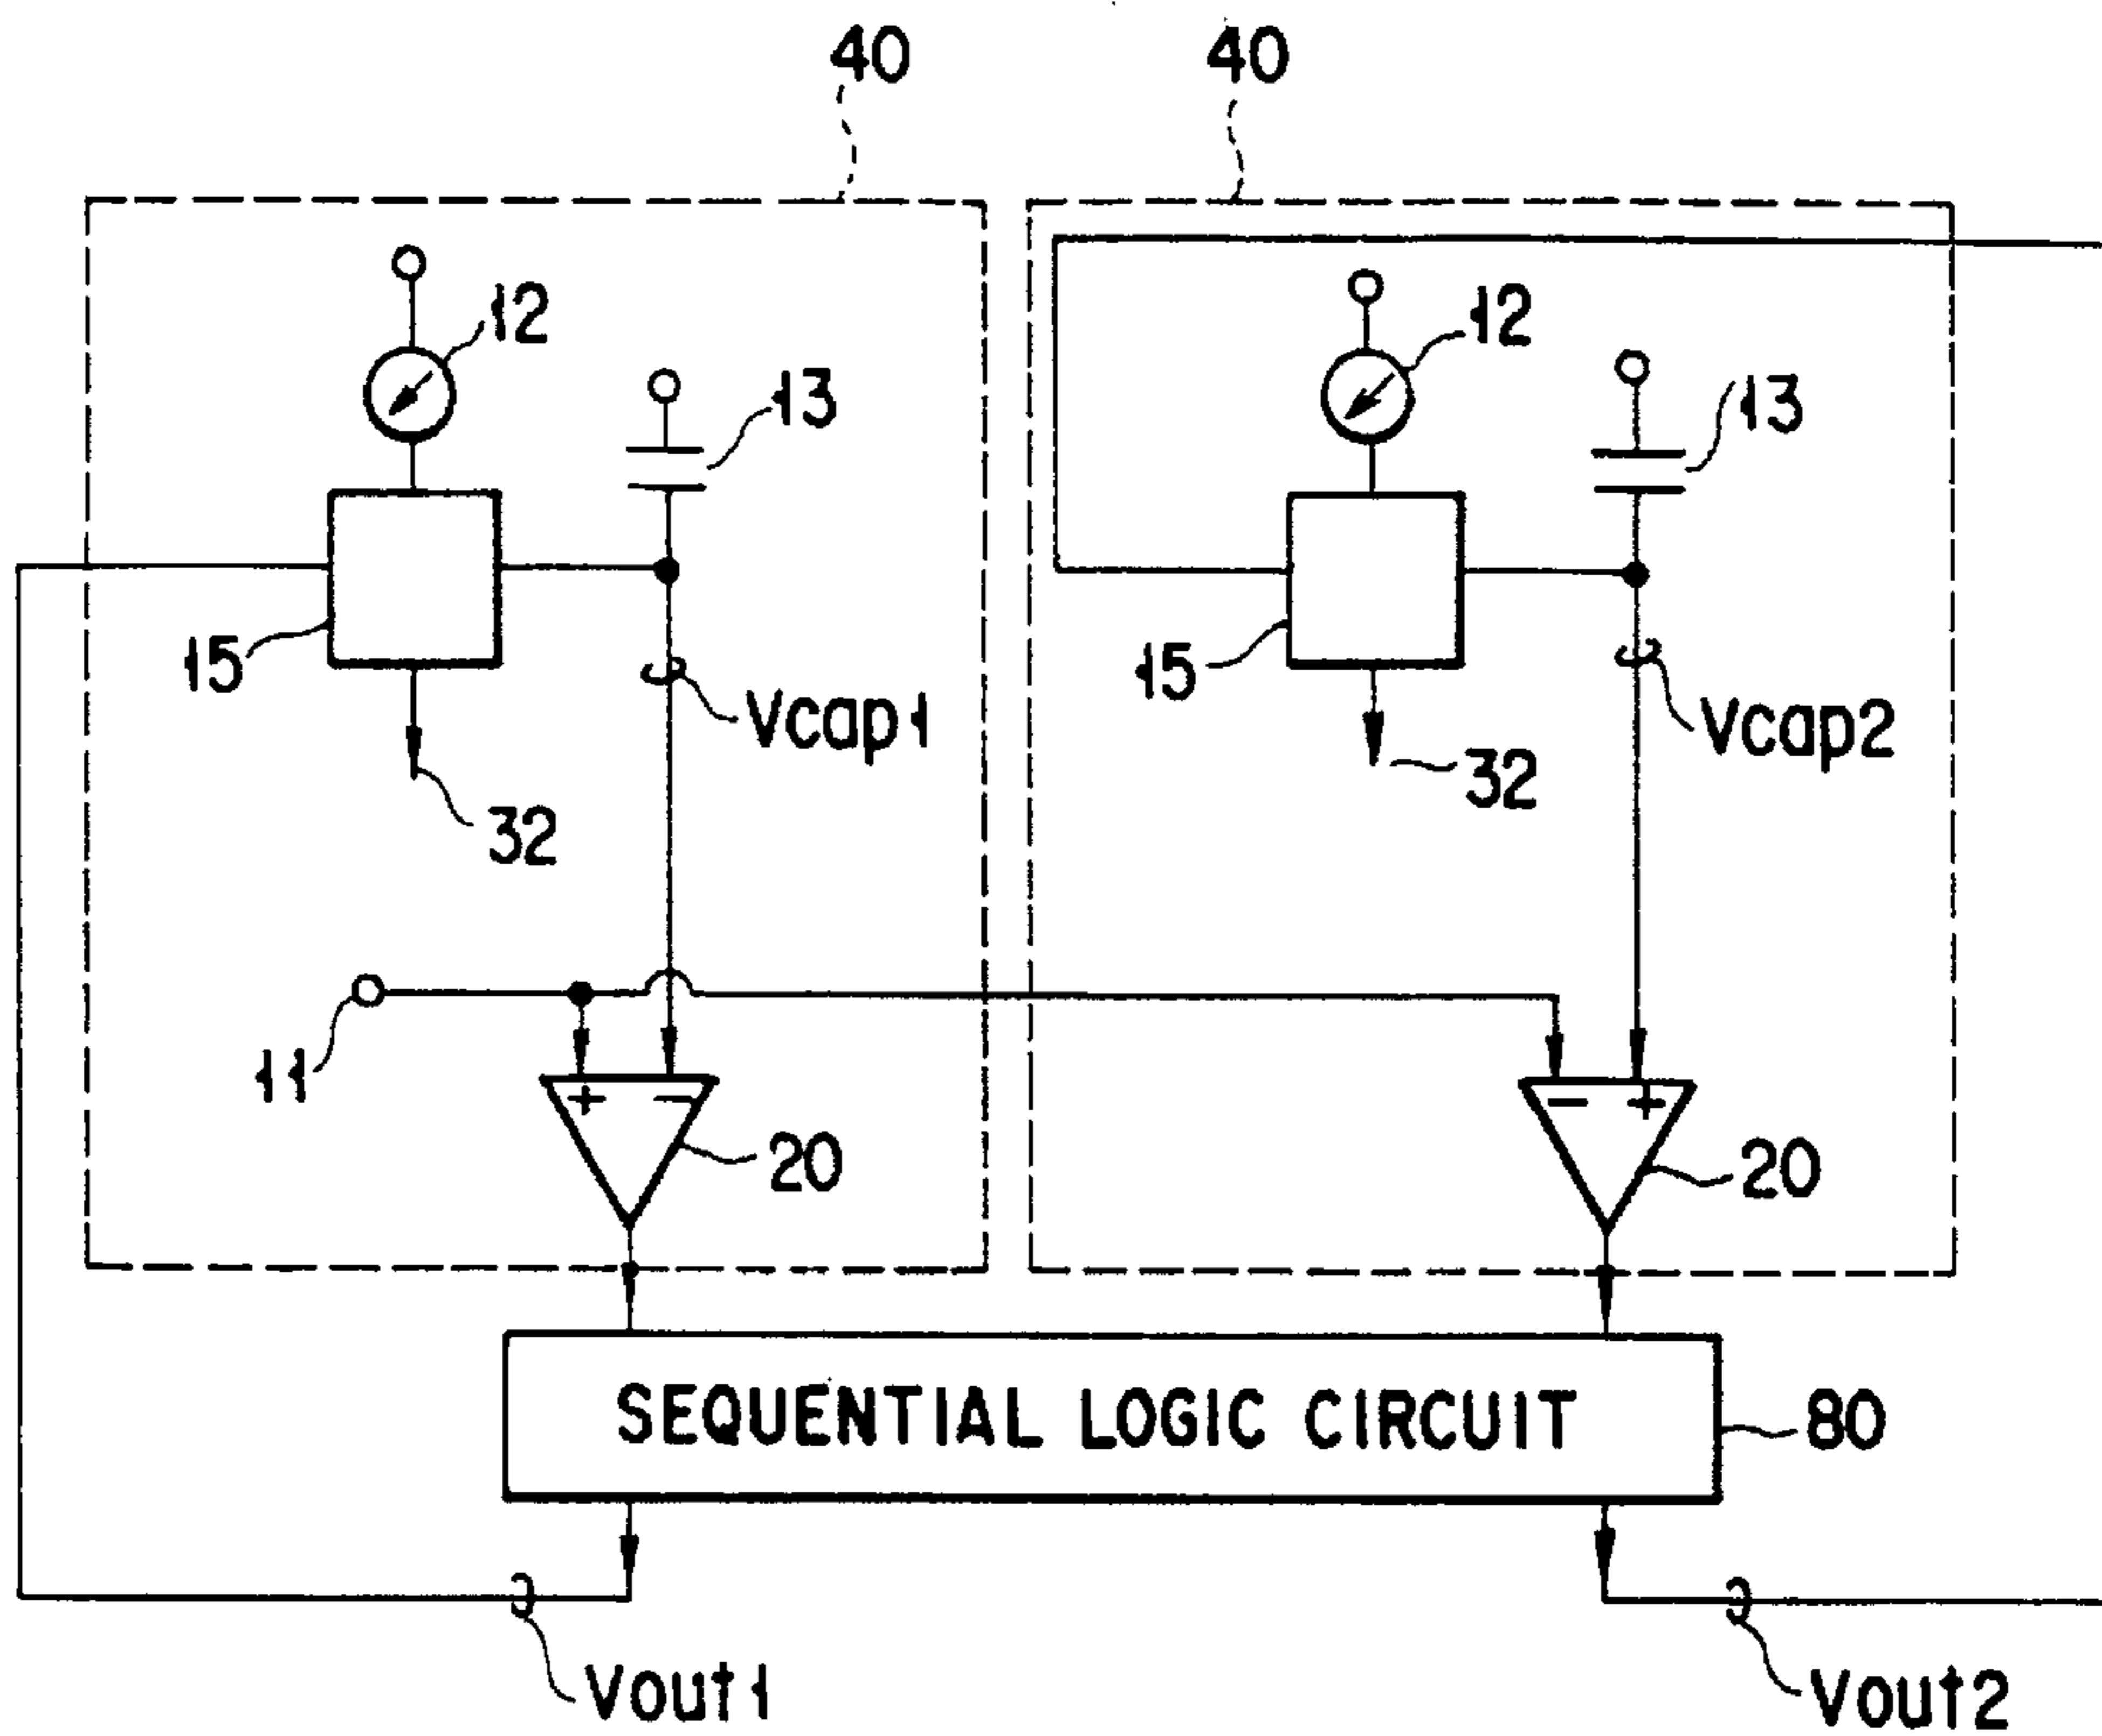 40 40
12 12
13 13
15 15
Vcap1 Vcap2
32 32
11
+ − − +
20 20
SEQUENTIAL LOGIC CIRCUIT 80
Vout1 Vout2